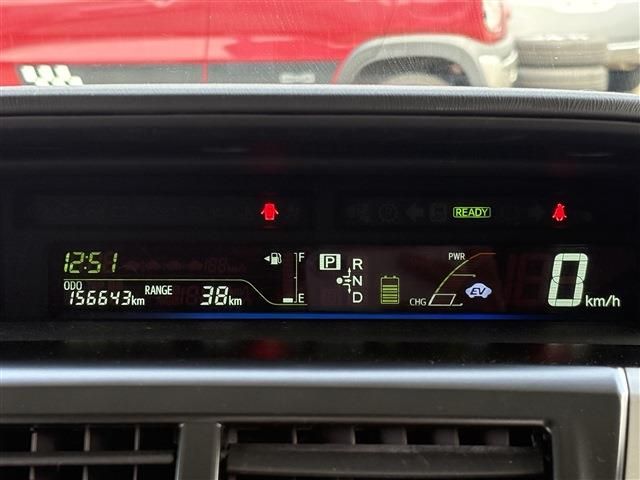 READY
12:51
F
P
R
PWR
0
N
EV
ODO
156643km
RANGE
38km
E
D
CHG
km/h